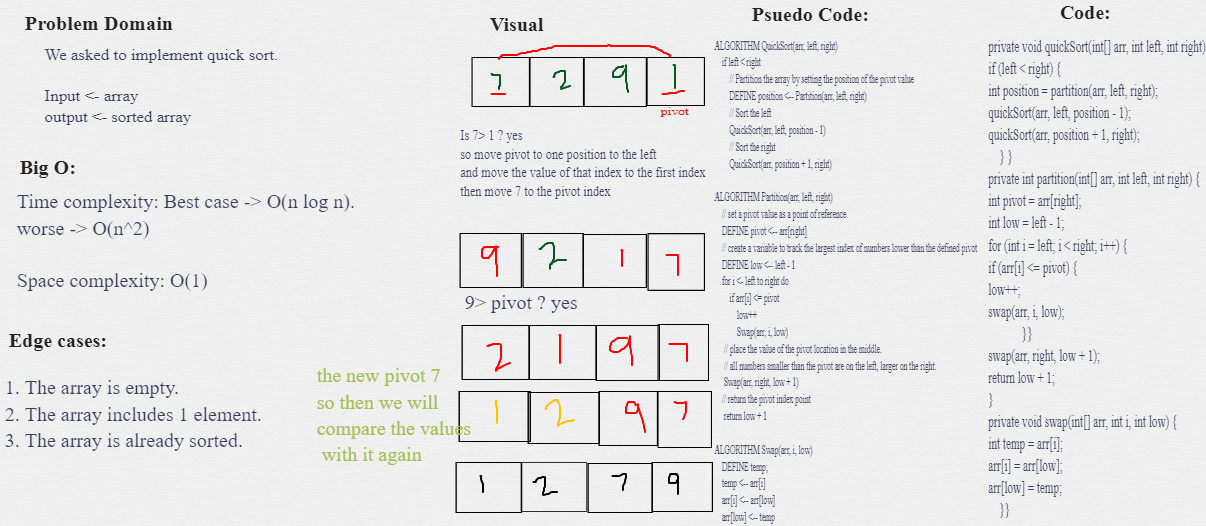 Problem Domain
We asked to implement quick sort.
Input <- array
output <- sorted array
Big O:
Time complexity: Best case -> O(n log n).
worse -> O(n^2)
Space complexity: O(1)
Edge cases:
1. The array is empty.
2. The array includes 1 element.
3. The array is already sorted.
Visual
7 2 9 1
pivot
Is 7> 1 ? yes
so move pivot to one position to the left
and move the value of that index to the first index
then move 7 to the pivot index
9 2 1 7
9> pivot ? yes
2 1 9 7
the new pivot 7
so then we will
compare the values
with it again
1 2 9 7
1 2 7 9
Psuedo Code:
ALGORITHM QuickSort(arr, left, right)
if left < right
// Partition the array by setting the position of the pivot value
DEFINE position <-- Partition(arr, left, right)
// Sort the left
QuickSort(arr, left, position - 1)
// Sort the right
QuickSort(arr, position + 1, right)
ALGORITHM Partition(arr, left, right)
// set a pivot value as a point of reference
DEFINE pivot <-- arr[right]
// create a variable to track the largest index of numbers lower than the defined pivot
DEFINE low <-- left - 1
for i <- left to right do
if arr[i] <= pivot
low++
Swap(arr, i, low)
// place the value of the pivot location in the middle.
// all numbers smaller than the pivot are on the left, larger on the right.
Swap(arr, right, low + 1)
// return the pivot index point
return low + 1
ALGORITHM Swap(arr, i, low)
DEFINE temp;
temp <-- arr[i]
arr[i] <-- arr[low]
arr[low] <-- temp
Code:
private void quickSort(int[] arr, int left, int right)
if (left < right) {
int position = partition(arr, left, right);
quickSort(arr, left, position - 1);
quickSort(arr, position + 1, right);
} }
private int partition(int[] arr, int left, int right) {
int pivot = arr[right];
int low = left - 1;
for (int i = left; i < right; i++) {
if (arr[i] <= pivot) {
low++;
swap(arr, i, low);
}}
swap(arr, right, low + 1);
return low + 1;
}
private void swap(int[] arr, int i, int low) {
int temp = arr[i];
arr[i] = arr[low];
arr[low] = temp;
}}